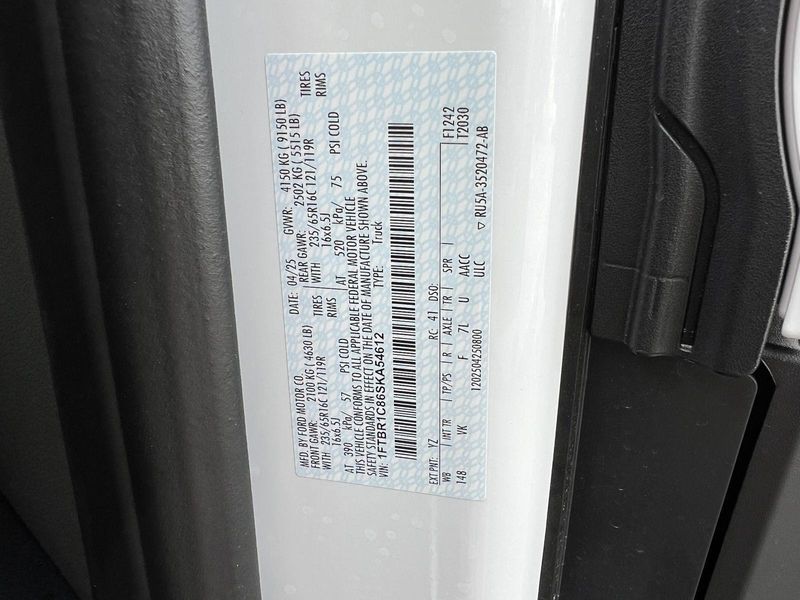 MFD. BY FORD MOTOR CO.
DATE: 04/25 GVWR: 4150 KG ( 9150 LB)
FRONT GAWR: 2100 KG ( 4630 LB) REAR GAWR: 2502 KG ( 5515 LB)
WITH 235/65R16C 121/119R TIRES WITH 235/65R16C 121/119R TIRES
16x6.5J RIMS 16x6.5J RIMS
AT 390 kPa/ 57 PSI COLD AT 520 kPa/ 75 PSI COLD
THIS VEHICLE CONFORMS TO ALL APPLICABLE FEDERAL MOTOR VEHICLE
SAFETY STANDARDS IN EFFECT ON THE DATE OF MANUFACTURE SHOWN ABOVE.
VIN: 1FTBR1C86SKA54612 TYPE: Truck
EXT PNT: YZ RC: 41 DSO: F1242
WB INT TR TP/PS R AXLE TR SPR T2030
148 VK F 7L U AACC
ULC
1202504250800 RU5A-3520472-AB